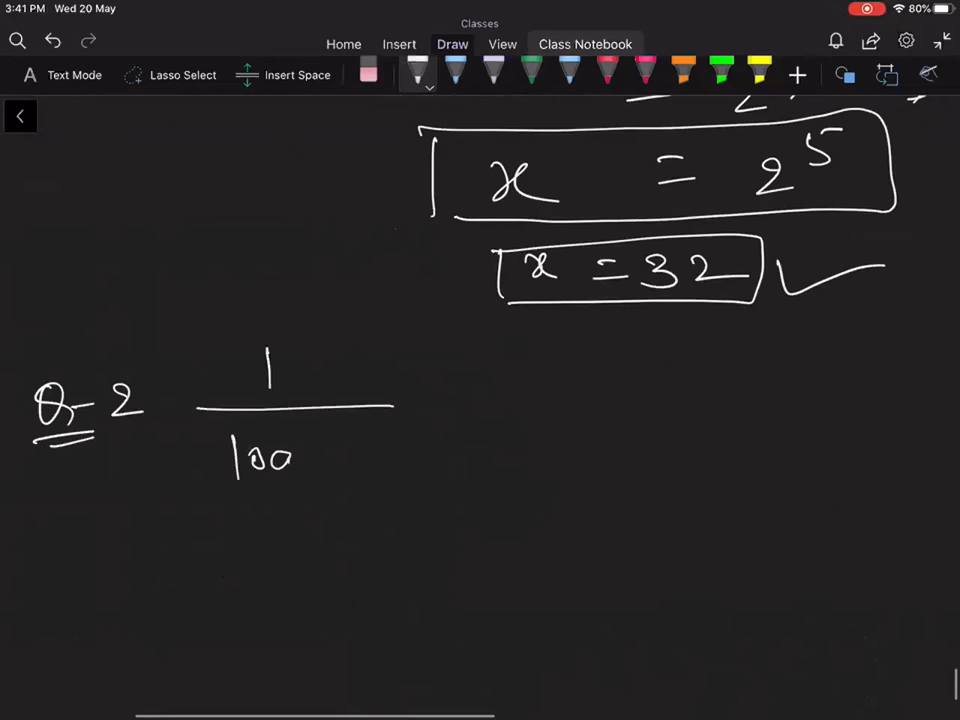 3:41 PM Wed 20 May 80%
Classes
Home Insert Draw View Class Notebook
A Text Mode Lasso Select Insert Space
x = 2^5
x = 32
Q-2 1/100